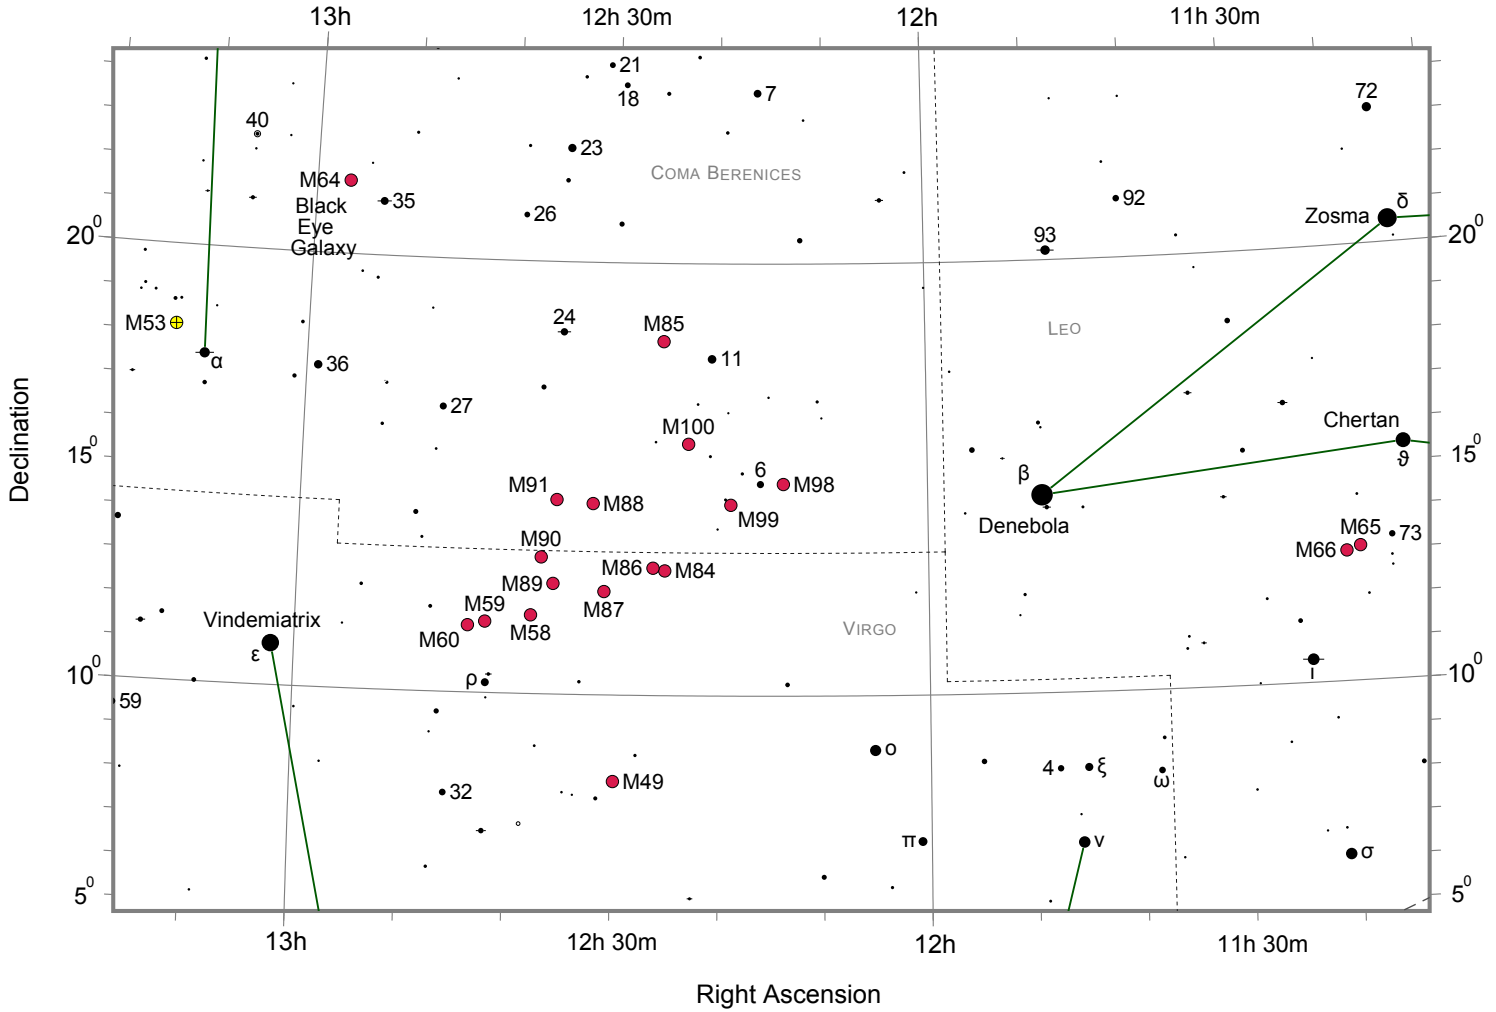 13h
12h 30m
12h
11h 30m
21
18
7
72
40
23
COMA BERENICES
M64
Black
Eye
Galaxy
35
26
92
δ
Zosma
93
20⁰
20⁰
M53
α
24
M85
LEO
11
36
27
Chertan
ϑ
M100
15⁰
15⁰
β
Denebola
6
M98
M91
M88
M99
M65
M66
73
M90
M86
M84
M89
M87
M59
M60
M58
Vindemiatrix
ε
VIRGO
10⁰
10⁰
ρ
ι
59
ο
4
ξ
ω
M49
32
π
ν
σ
5⁰
5⁰
13h
12h 30m
12h
11h 30m
Declination
Right Ascension